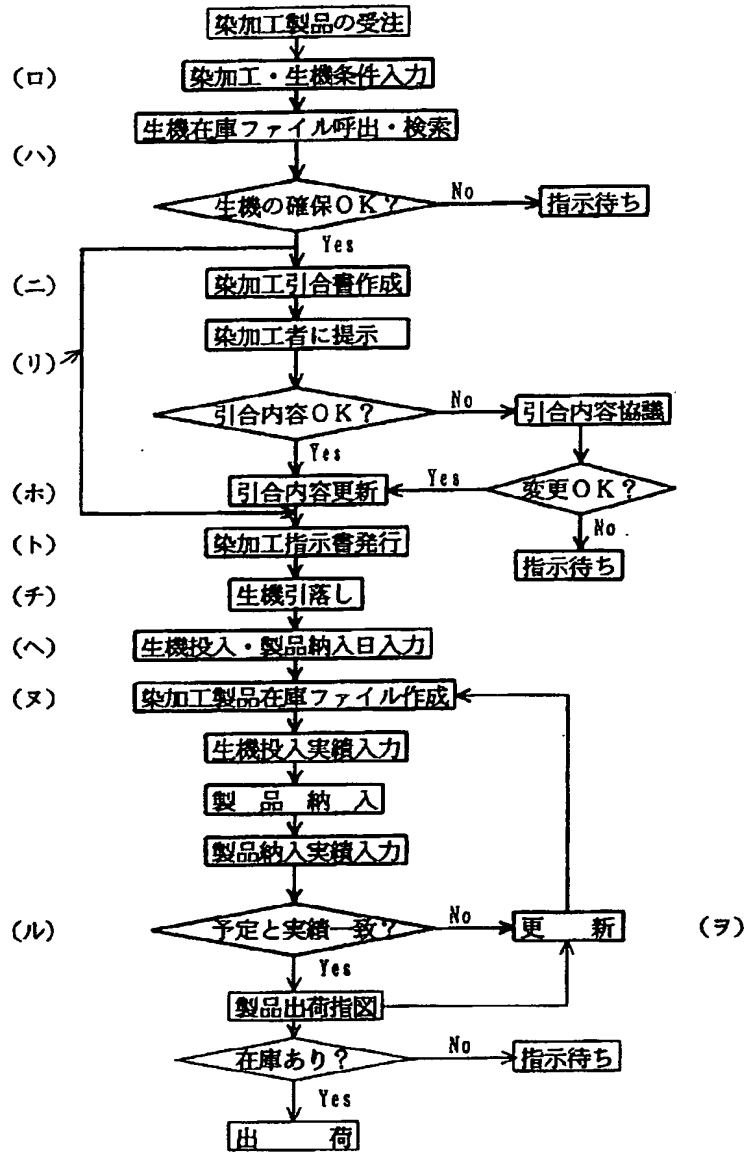 染加工製品の受注
(ロ) 染加工・生機条件入力
生機在庫ファイル呼出・検索
(ハ)
生機の確保OK? No 指示待ち
Yes
(ニ) 染加工引合書作成
染加工者に提示
(リ)
引合内容OK? No 引合内容協議
Yes
(ホ) 引合内容更新 Yes 変更OK?
No
(ト) 染加工指示書発行 指示待ち
(チ) 生機引落し
(ヘ) 生機投入・製品納入日入力
(ヌ) 染加工製品在庫ファイル作成
生機投入実績入力
製品納入
製品納入実績入力
(ル) 予定と実績一致? No 更新 (ヲ)
Yes
製品出荷指図
在庫あり? No 指示待ち
Yes
出荷